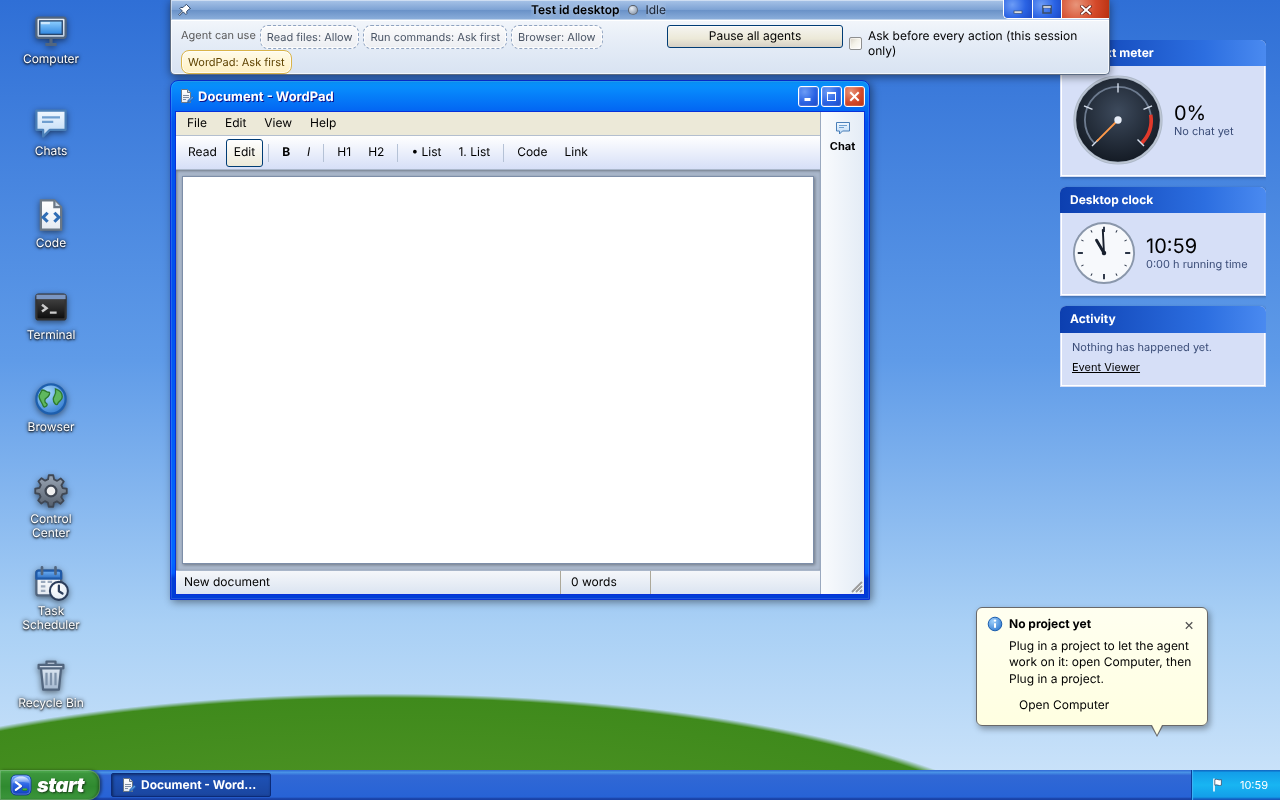 Test id desktop Idle
Agent can use Read files: Allow Run commands: Ask first Browser: Allow
WordPad: Ask first
Pause all agents
Ask before every action (this session
only)
Computer
Chats
Code
Terminal
Browser
Control
Center
Task
Scheduler
Recycle Bin
Document - WordPad
File Edit View Help
Read Edit B I H1 H2 • List 1. List Code Link
Chat
New document 0 words
meter
0%
No chat yet
Desktop clock
10:59
0:00 h running time
Activity
Nothing has happened yet.
Event Viewer
No project yet
Plug in a project to let the agent
work on it: open Computer, then
Plug in a project.
Open Computer
start Document - Word... 10:59